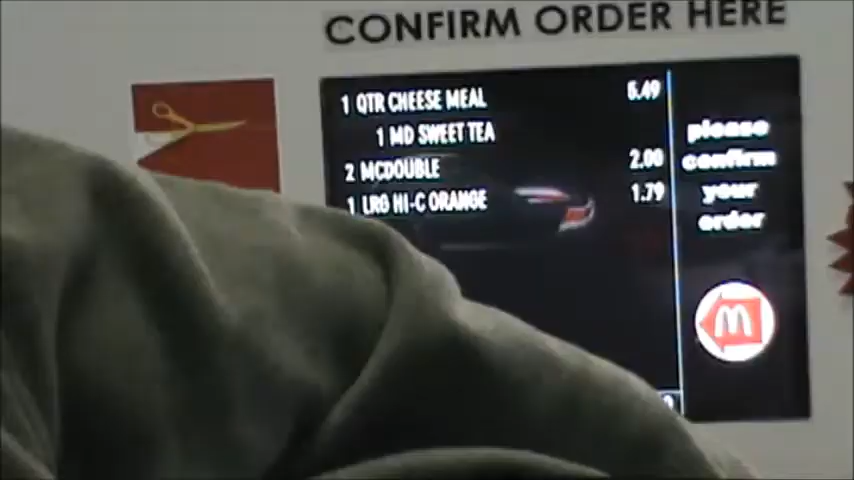 CONFIRM ORDER HERE
1 QTR CHEESE MEAL 5.49
1 MD SWEET TEA
2 MCDOUBLE 2.00
1 LRG HI-C ORANGE 1.79
please
confirm
your
order
M